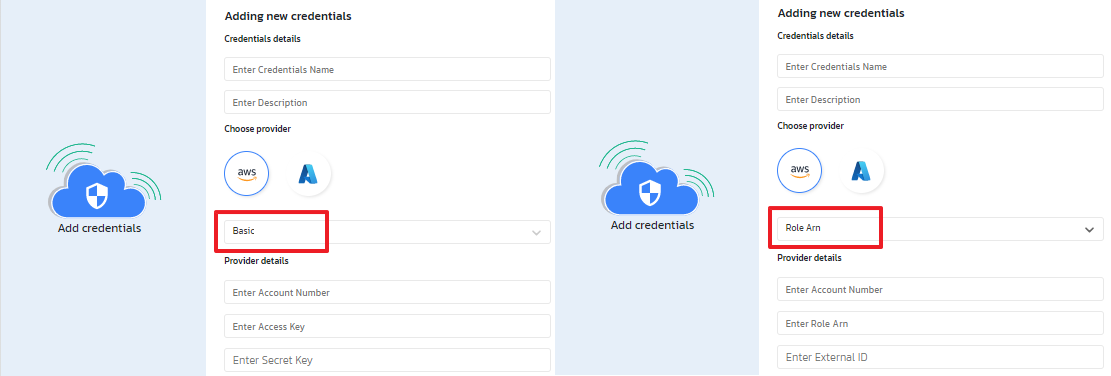 Adding new credentials
Credentials details
Enter Credentials Name
Enter Description
Choose provider
aws
Add credentials
Basic
Provider details
Enter Account Number
Enter Access Key
Enter Secret Key
Adding new credentials
Credentials details
Enter Credentials Name
Enter Description
Choose provider
aws
Add credentials
Role Arn
Provider details
Enter Account Number
Enter Role Arn
Enter External ID